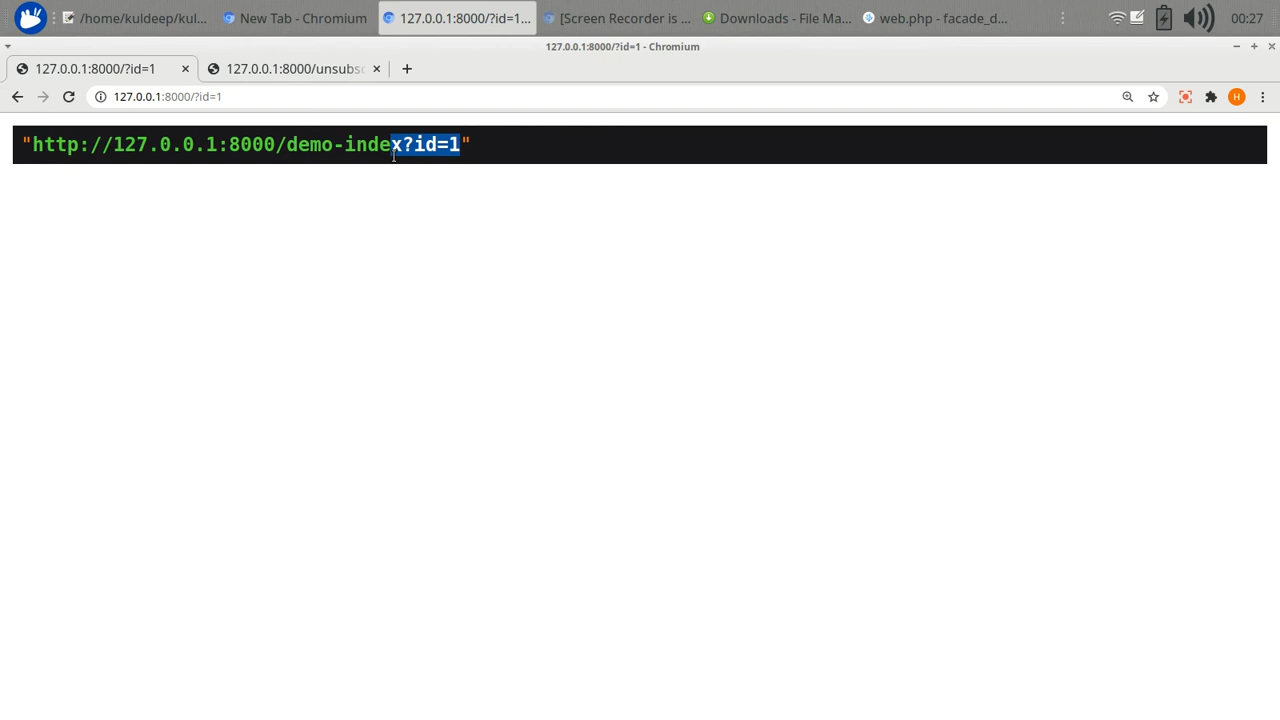 /home/kuldeep/kul... New Tab - Chromium 127.0.0.1:8000/?id=1... [Screen Recorder is ... Downloads - File Ma... web.php - facade_d... 00:27
127.0.0.1:8000/?id=1 - Chromium
127.0.0.1:8000/?id=1 127.0.0.1:8000/unsubsc
127.0.0.1:8000/?id=1 H
"http://127.0.0.1:8000/demo-index?id=1"